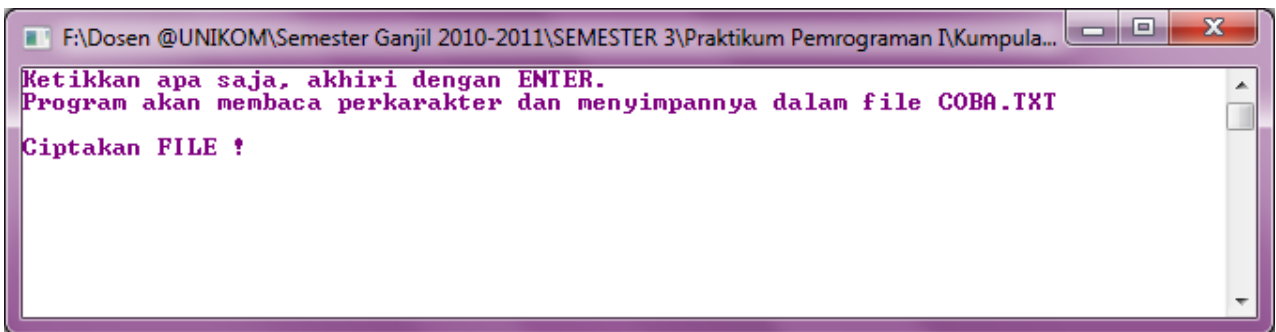 F:\Dosen @UNIKOM\Semester Ganjil 2010-2011\SEMESTER 3\Praktikum Pemrograman I\Kumpula...
Ketikkan apa saja, akhiri dengan ENTER.
Program akan membaca perkarakter dan menyimpannya dalam file COBA.TXT
Ciptakan FILE !